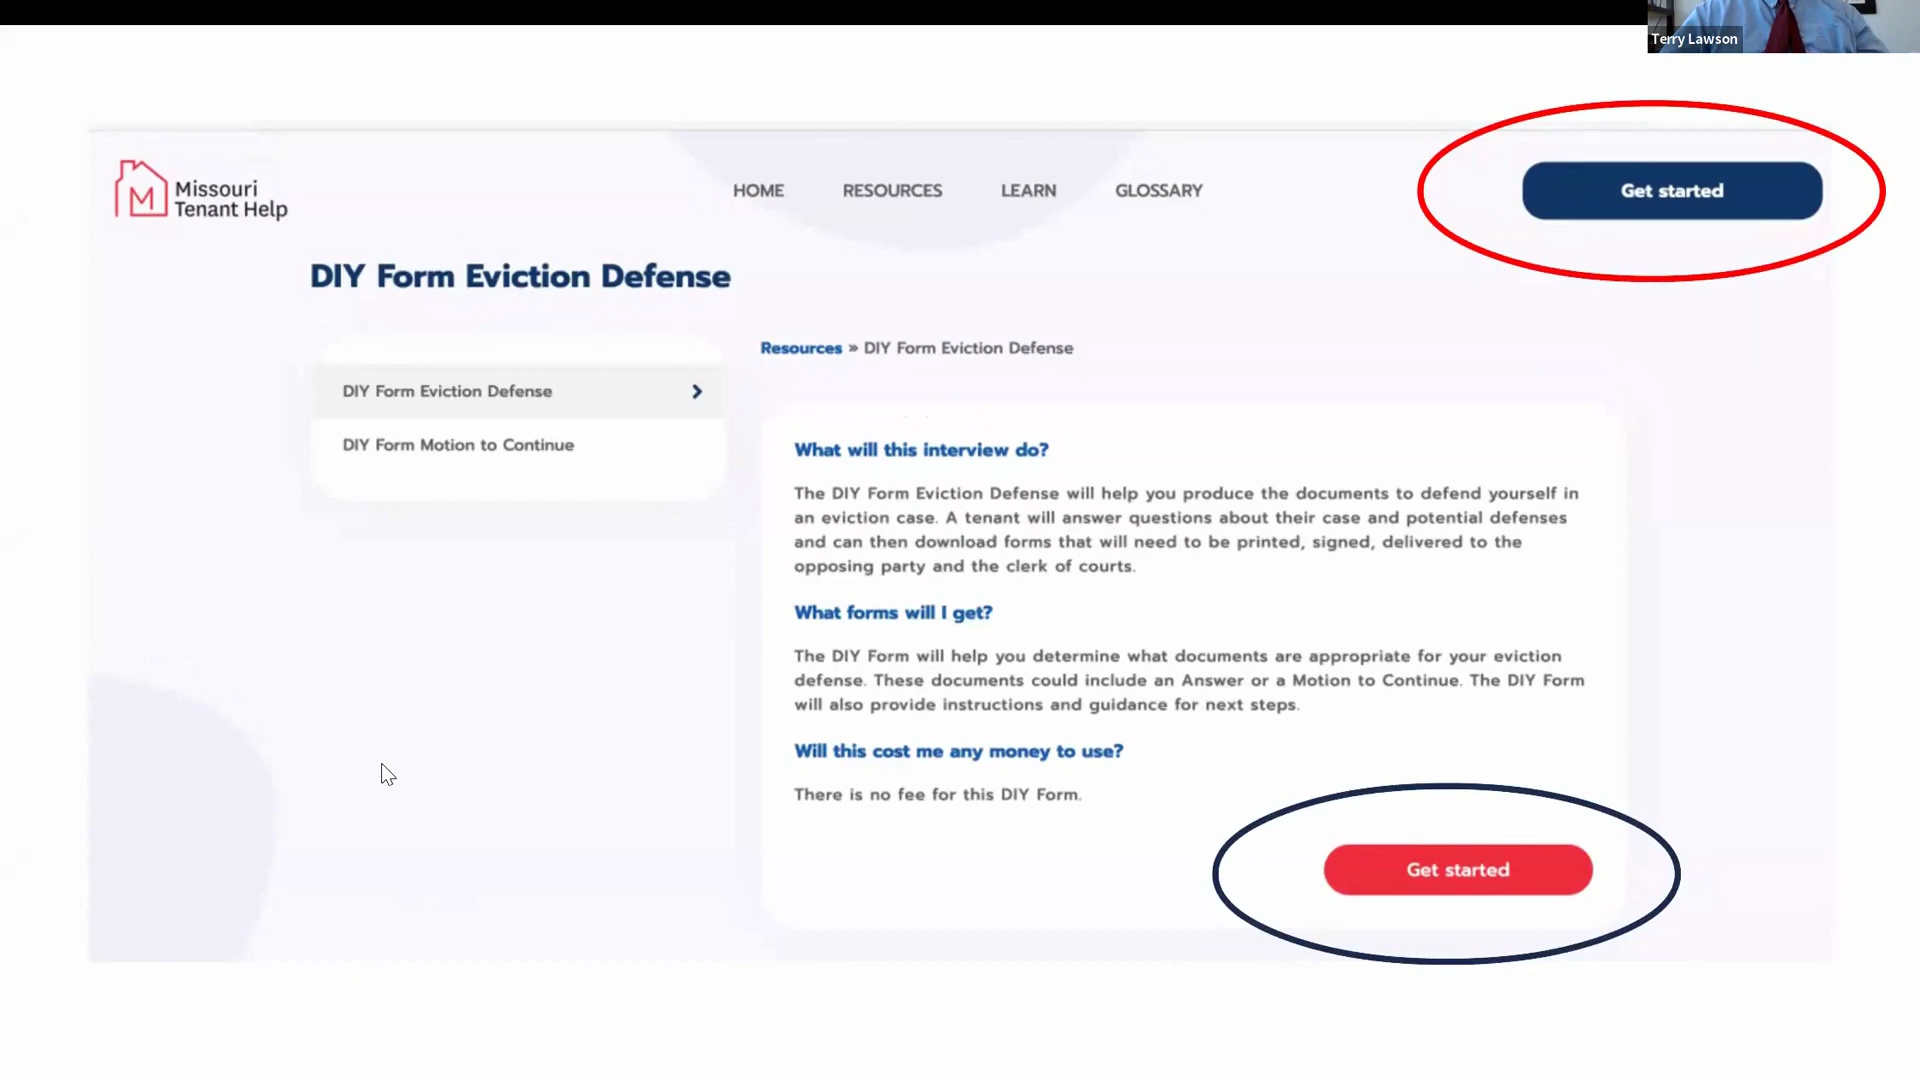 Terry Lawson
Missouri
Tenant Help
HOME
RESOURCES
LEARN
GLOSSARY
Get started
DIY Form Eviction Defense
DIY Form Eviction Defense
DIY Form Motion to Continue
Resources » DIY Form Eviction Defense
What will this interview do?
The DIY Form Eviction Defense will help you produce the documents to defend yourself in
an eviction case. A tenant will answer questions about their case and potential defenses
and can then download forms that will need to be printed, signed, delivered to the
opposing party and the clerk of courts.
What forms will I get?
The DIY Form will help you determine what documents are appropriate for your eviction
defense. These documents could include an Answer or a Motion to Continue. The DIY Form
will also provide instructions and guidance for next steps.
Will this cost me any money to use?
There is no fee for this DIY Form.
Get started